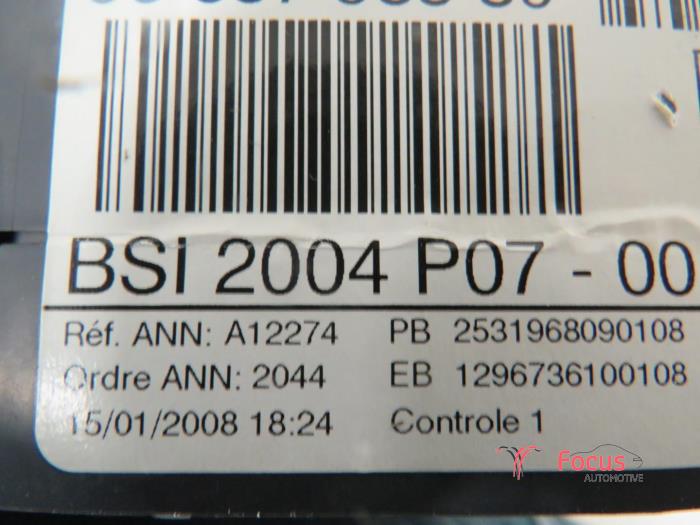 BSI 2004 P07 - 00
Réf. ANN: A12274 PB 2531968090108
Ordre ANN: 2044 EB 1296736100108
15/01/2008 18:24 Controle 1
Focus
AUTOMOTIVE